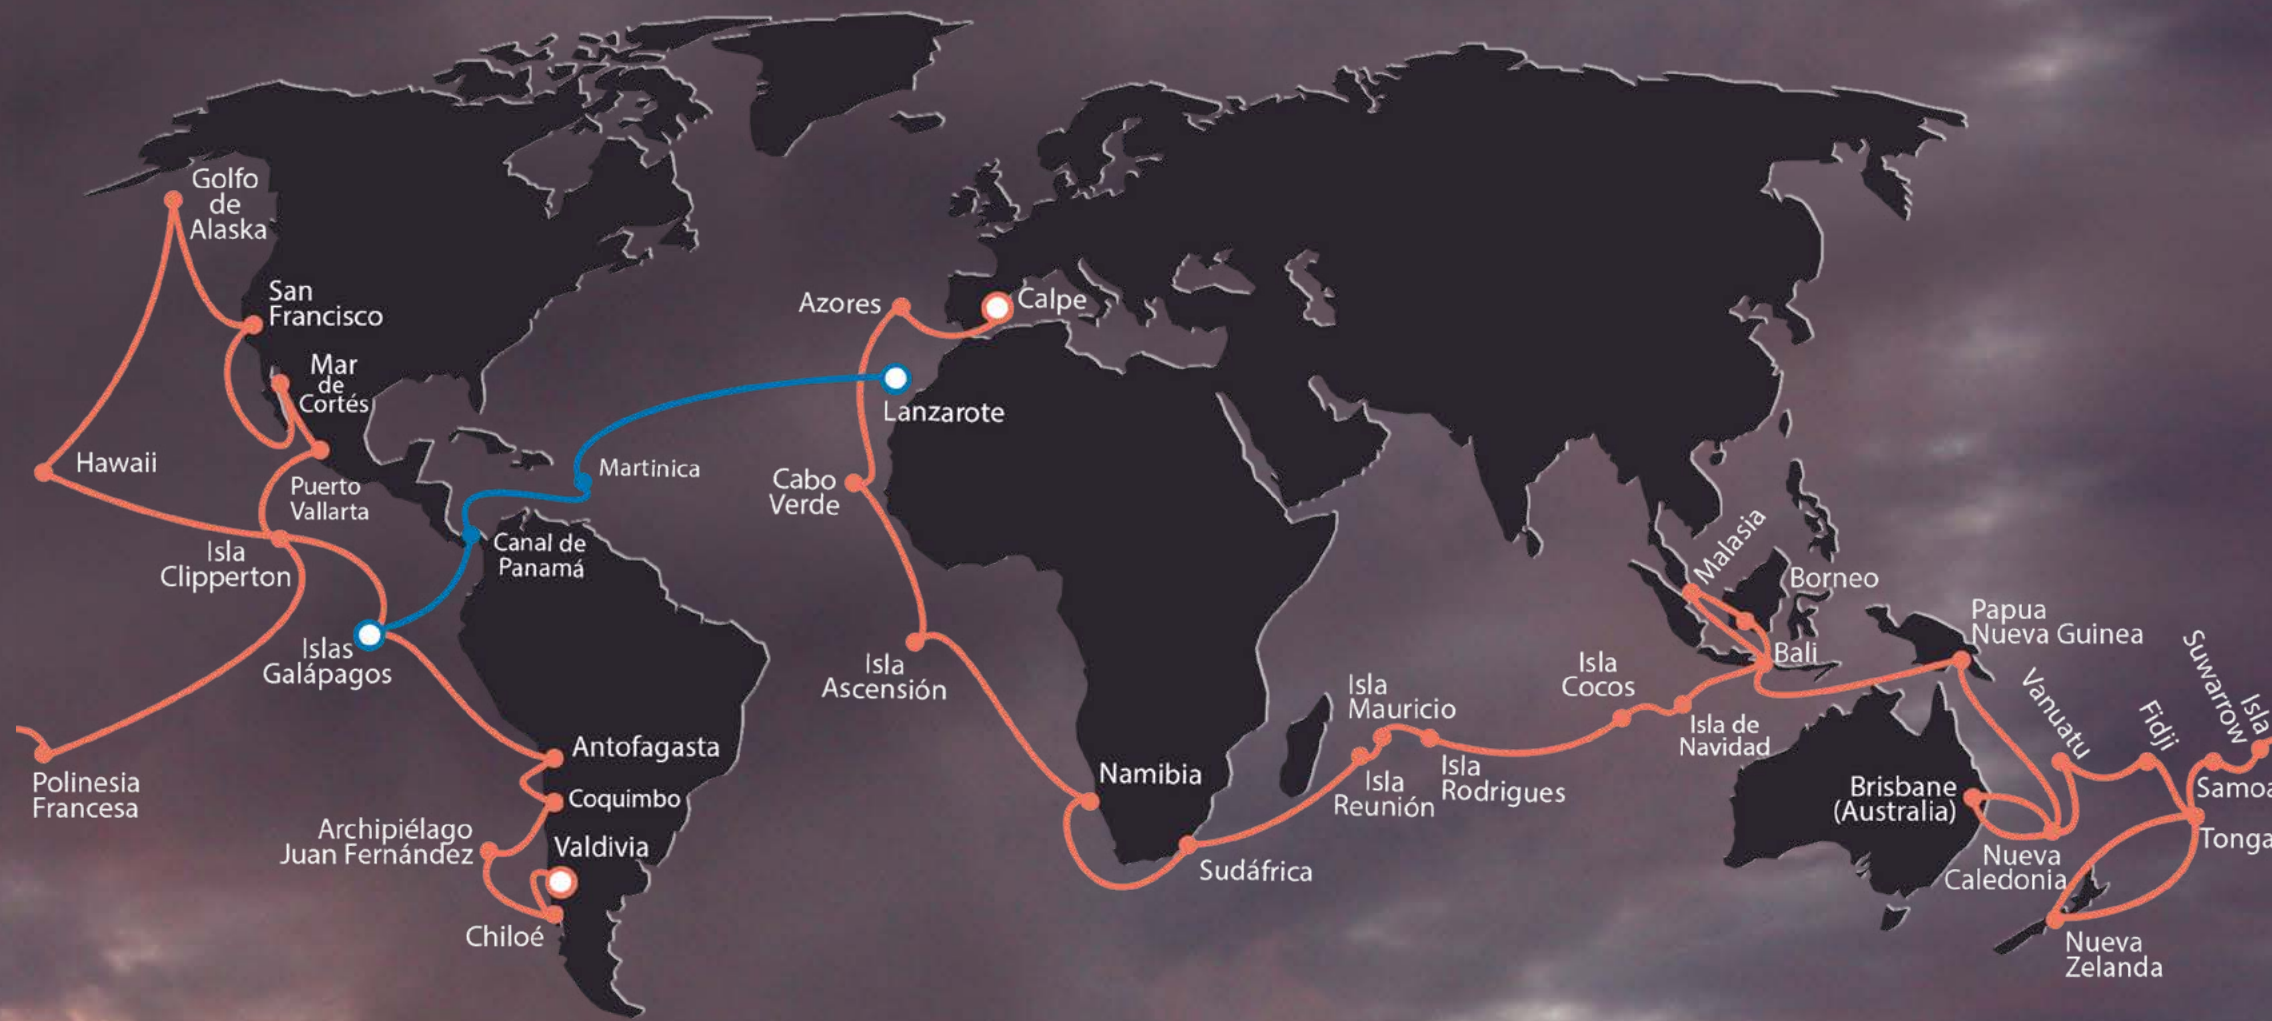 Golfo
de
Alaska
San
Francisco
Mar
de
Cortés
Hawaii
Puerto
Vallarta
Isla
Clipperton
Islas
Galápagos
Polinesia
Francesa
Martinica
Canal de
Panamá
Antofagasta
Coquimbo
Archipiélago
Juan Fernández
Valdivia
Chiloé
Azores
Calpe
Lanzarote
Cabo
Verde
Isla
Ascensión
Namibia
Sudáfrica
Isla
Mauricio
Isla
Reunión
Isla
Rodrigues
Isla
Cocos
Isla de
Navidad
Malasia
Borneo
Bali
Papua
Nueva Guinea
Brisbane
(Australia)
Vanuatu
Fidji
Suwarrow
Isla
Samoa
Tonga
Nueva
Caledonia
Nueva
Zelanda